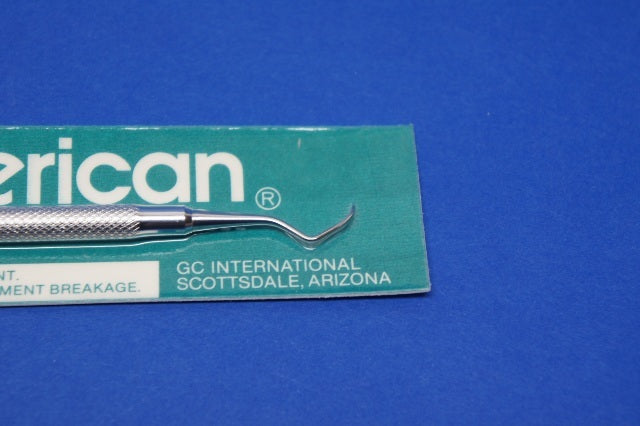 erican®
NT.
MENT BREAKAGE.
GC INTERNATIONAL
SCOTTSDALE, ARIZONA